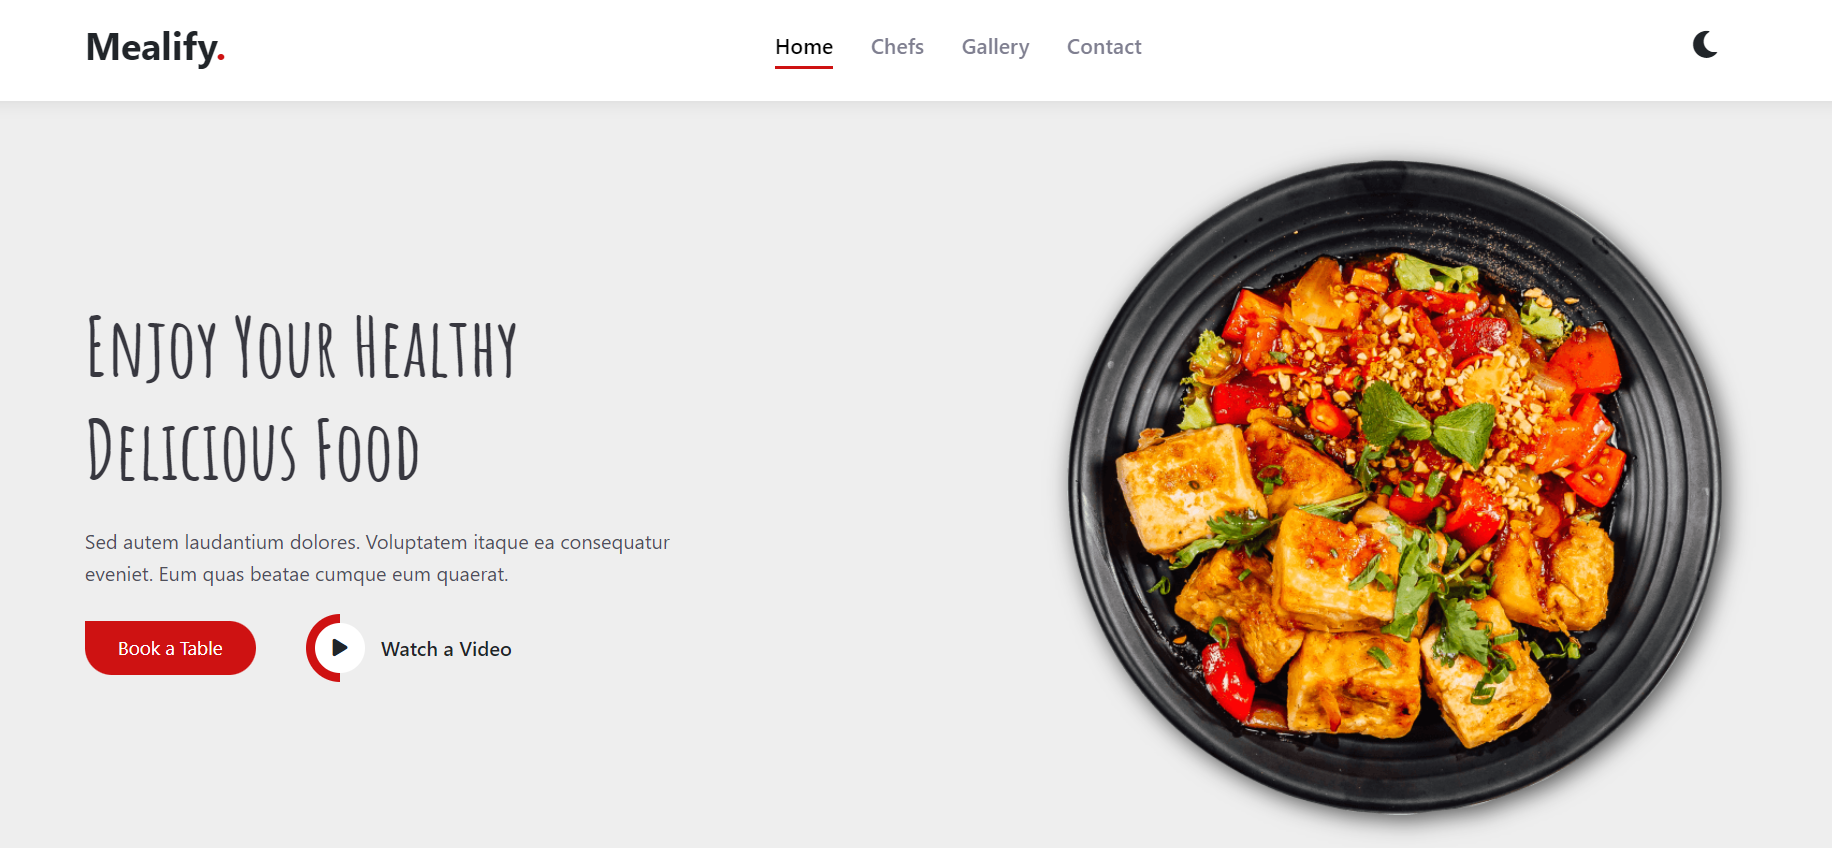 Mealify.
Home Chefs Gallery Contact
Enjoy Your Healthy
Delicious Food
Sed autem laudantium dolores. Voluptatem itaque ea consequatur
eveniet. Eum quas beatae cumque eum quaerat.
Book a Table
Watch a Video